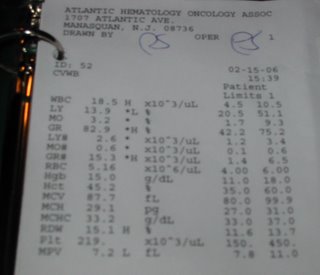 ATLANTIC HEMATOLOGY ONCOLOGY ASSOC
1707 ATLANTIC AVE.
MANASQUAN, N.J. 08736
DRAWN BY OPER 1
ID: 52 02-15-06
CVWB 15:39
Patient
Limits 1
WBC 18.5 H x10^3/uL 4.5 10.5
LY 13.9 *L % 20.5 51.1
MO 3.2 * % 1.7 9.3
GR 82.9 *H % 42.2 75.2
LY# 2.6 * x10^3/uL 1.2 3.4
MO# 0.6 * x10^3/uL 0.1 0.6
GR# 15.3 *H x10^3/uL 1.4 6.5
RBC 5.16 x10^6/uL 4.00 6.00
Hgb 15.0 g/dL 11.0 18.0
Hct 45.2 % 35.0 60.0
MCV 87.7 fL 80.0 99.9
MCH 29.1 pg 27.0 31.0
MCHC 33.2 g/dL 33.0 37.0
RDW 15.1 H % 11.6 13.7
Plt 219. x10^3/uL 150. 450.
MPV 7.2 L fL 7.8 11.0